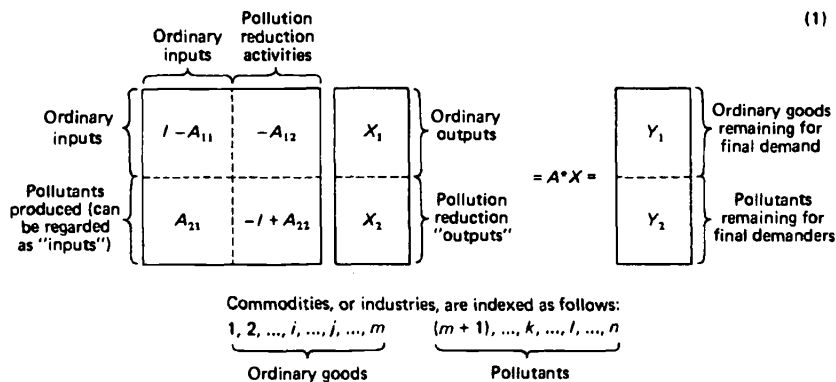 (1)
Ordinary inputs
Pollution reduction activities
Ordinary inputs
I – A11
–A12
X1
Ordinary outputs
= A*X =
Y1
Ordinary goods remaining for final demand
Pollutants produced (can be regarded as "inputs")
A21
–I + A22
X2
Pollution reduction "outputs"
Y2
Pollutants remaining for final demanders
Commodities, or industries, are indexed as follows:
1, 2, ..., i, ..., j, ..., m (m + 1), ..., k, ..., l, ..., n
Ordinary goods Pollutants